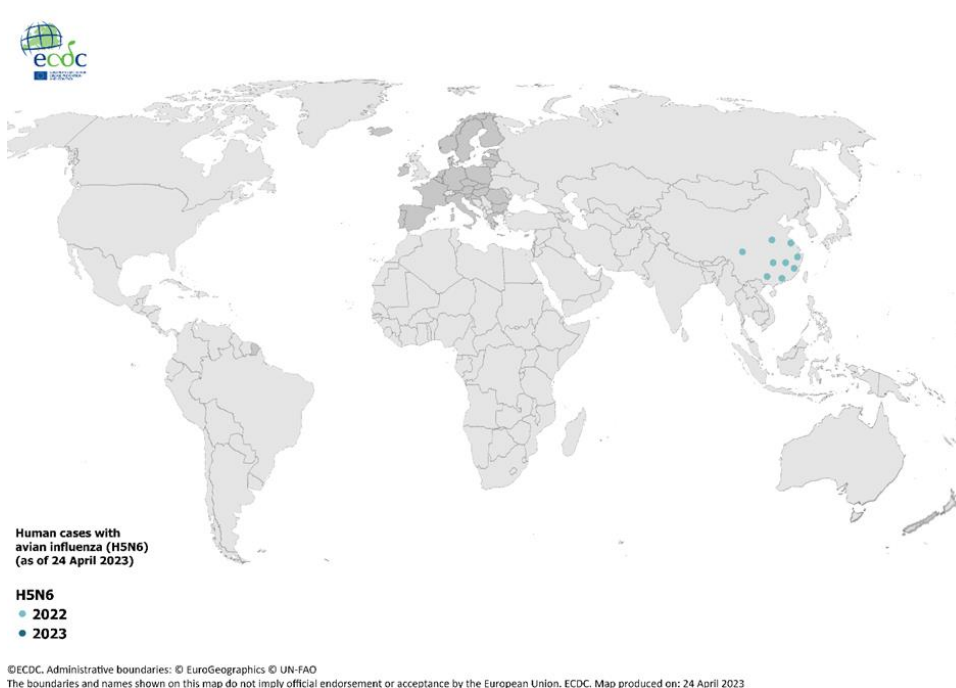 ecdc
Human cases with
avian influenza (H5N6)
(as of 24 April 2023)
H5N6
2022
2023
©ECDC. Administrative boundaries: © EuroGeographics © UN-FAO
The boundaries and names shown on this map do not imply official endorsement or acceptance by the European Union. ECDC. Map produced on: 24 April 2023